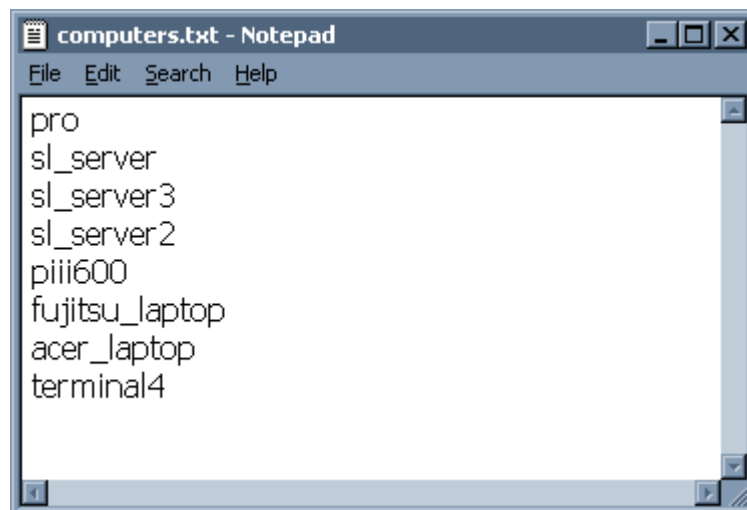 computers.txt - Notepad
File Edit Search Help
pro
sl_server
sl_server3
sl_server2
piii600
fujitsu_laptop
acer_laptop
terminal4